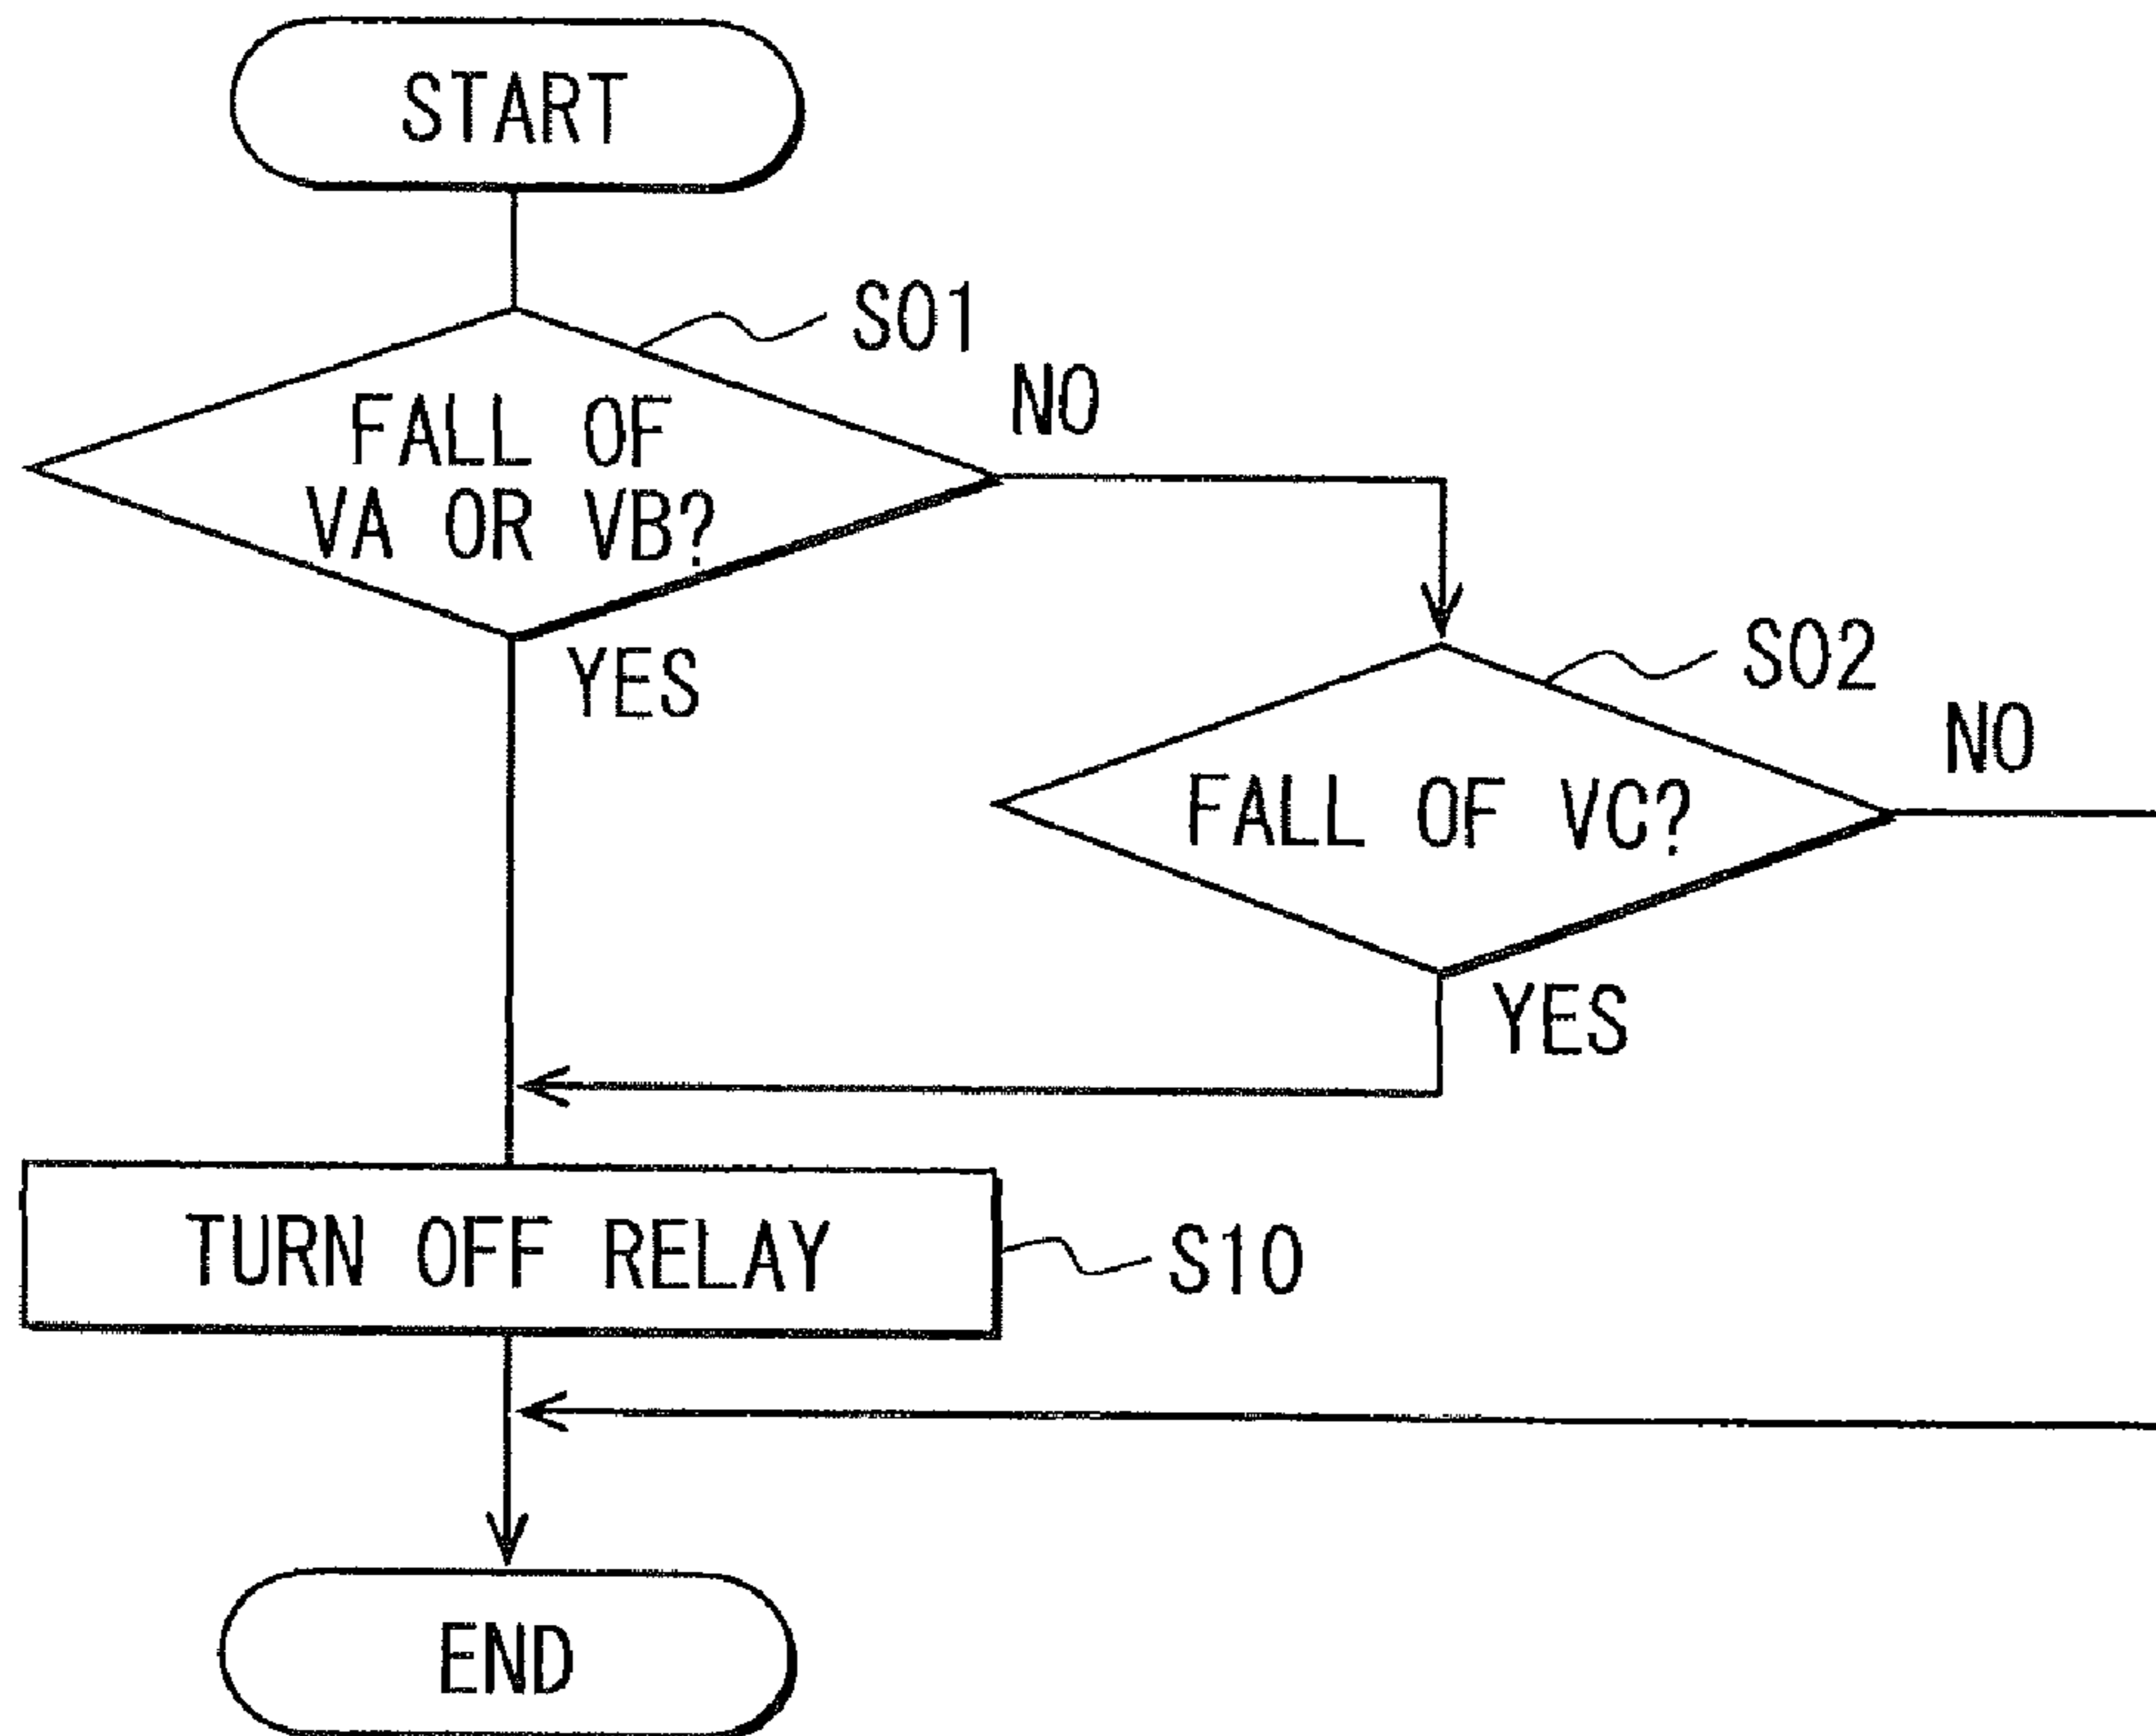 START
S01
FALL OF
VA OR VB?
NO
YES
S02
FALL OF VC?
NO
YES
TURN OFF RELAY
S10
END